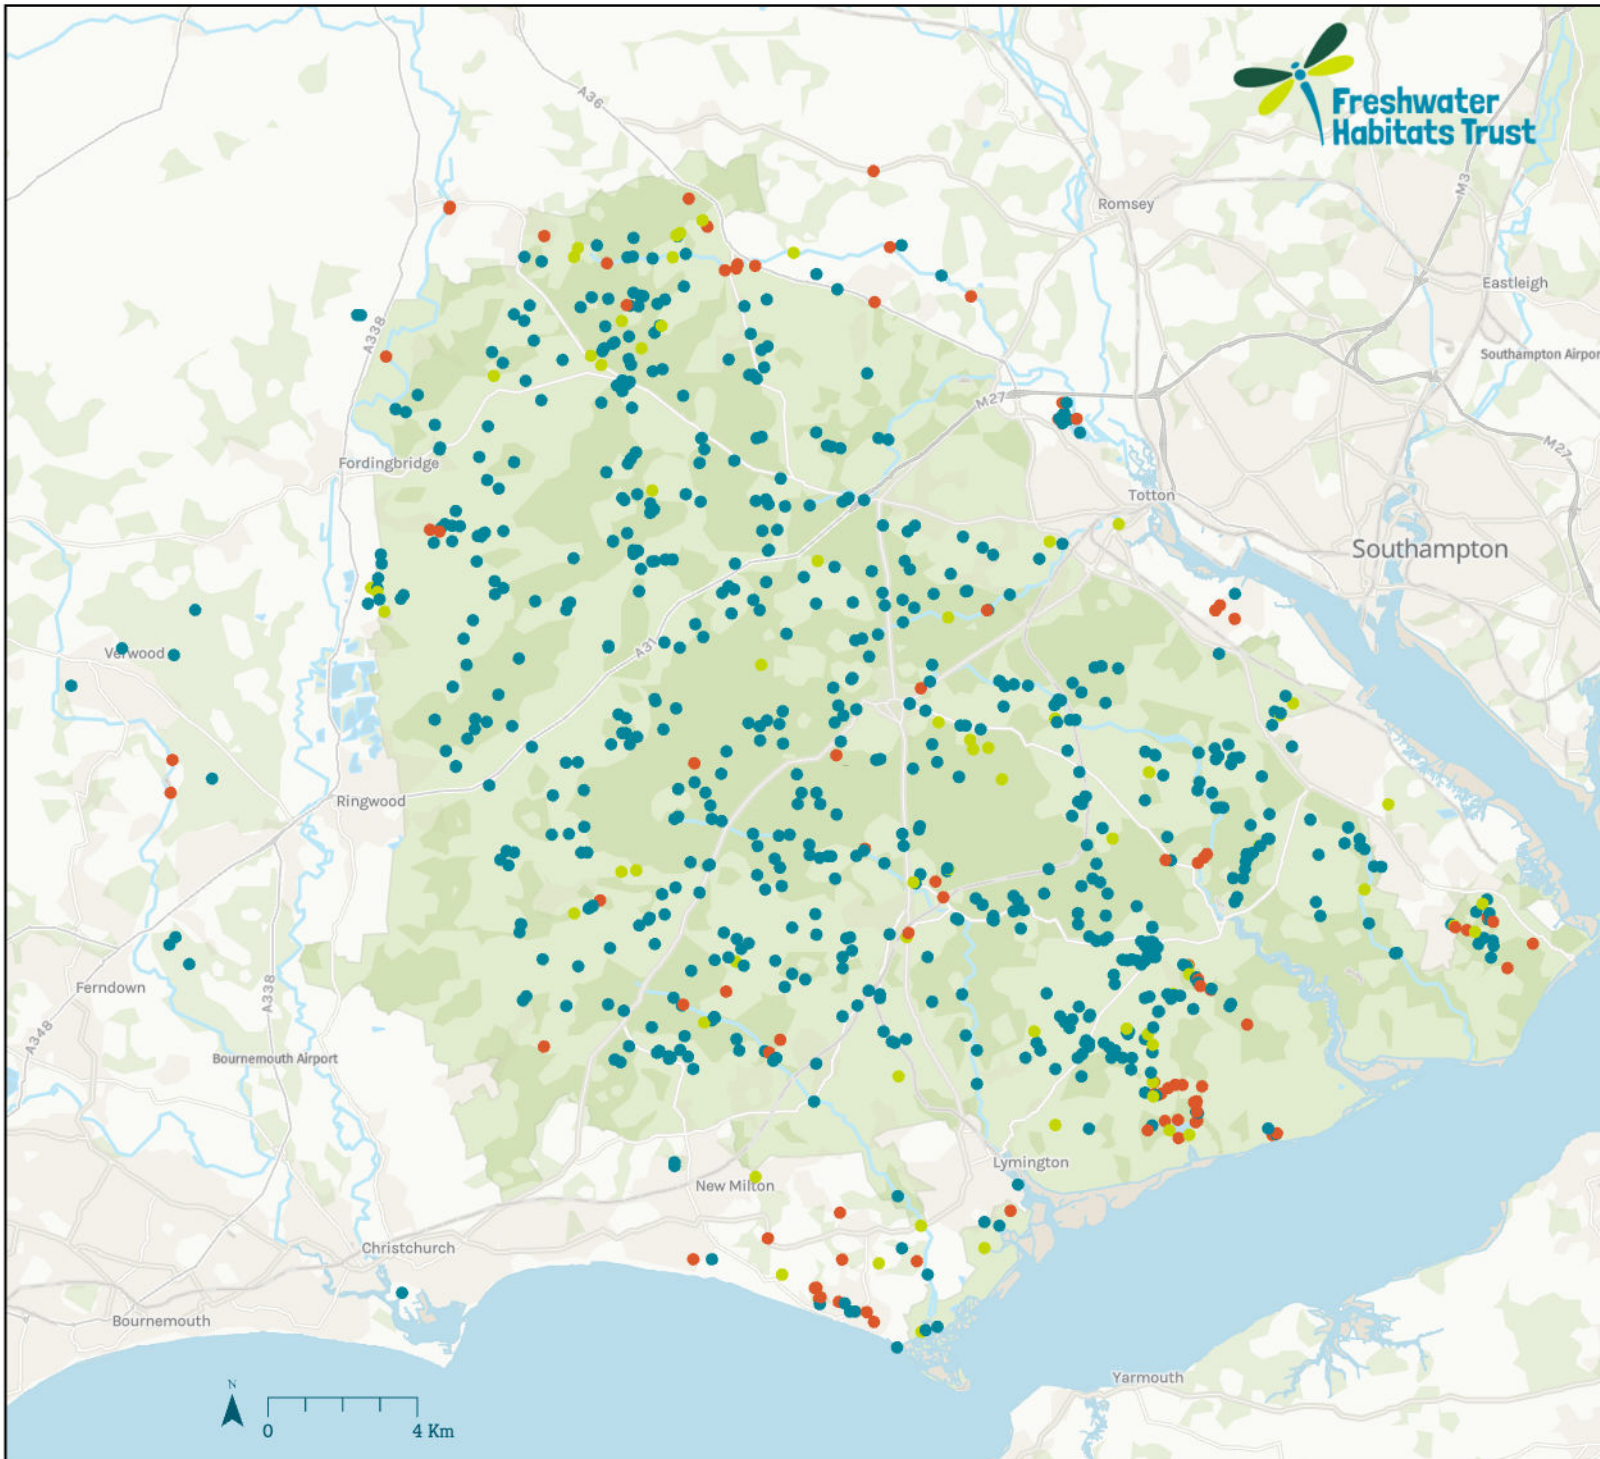 A36
Freshwater
Habitats Trust
M3
Romsey
Eastleigh
A338
Southampton Airpor
M27
M27
Fordingbridge
Totton
Southampton
A31
Verwood
Ringwood
Ferndown
A338
A348
Bournemouth Airport
Lymington
New Milton
Christchurch
Bournemouth
Yarmouth
N
0 4 Km